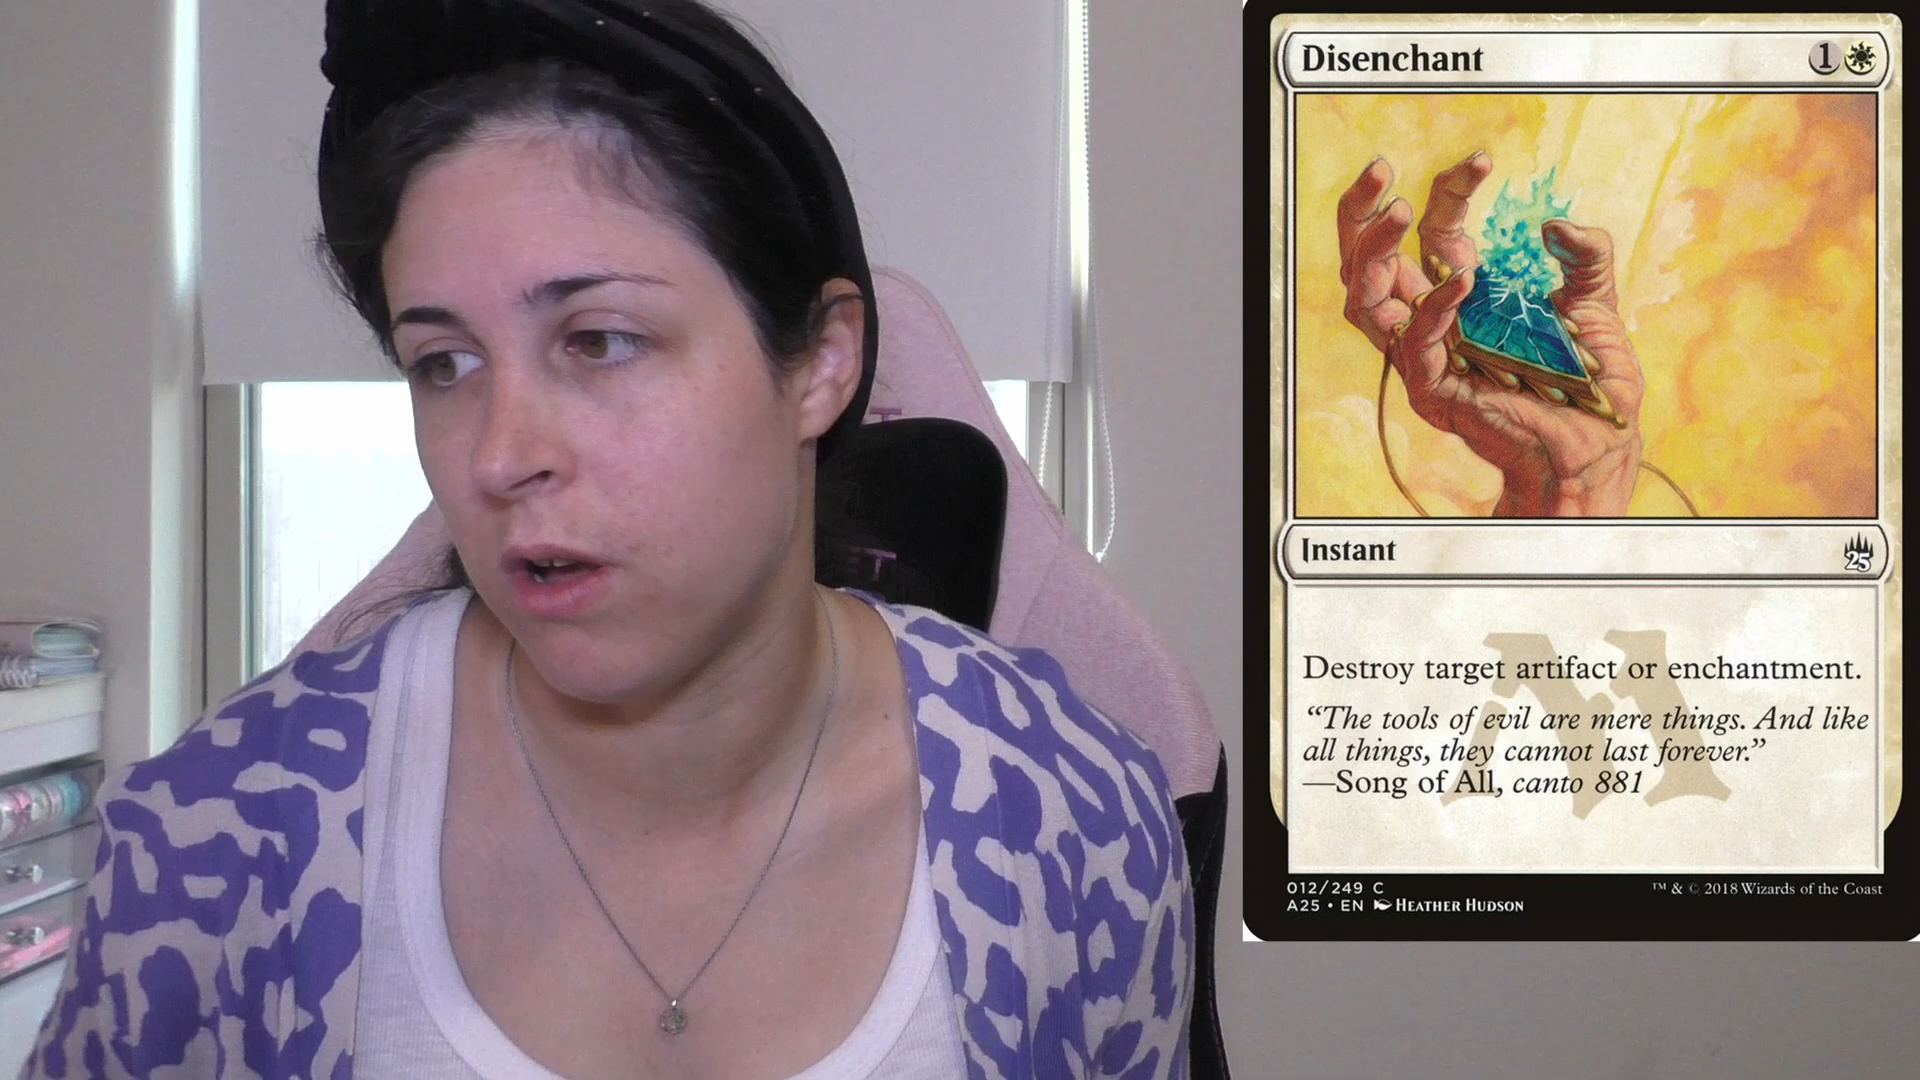 Disenchant 1
Instant
25
Destroy target artifact or enchantment.
“The tools of evil are mere things. And like
all things, they cannot last forever.”
—Song of All, canto 881
012/249 C
™ & © 2018 Wizards of the Coast
A25 • EN HEATHER HUDSON